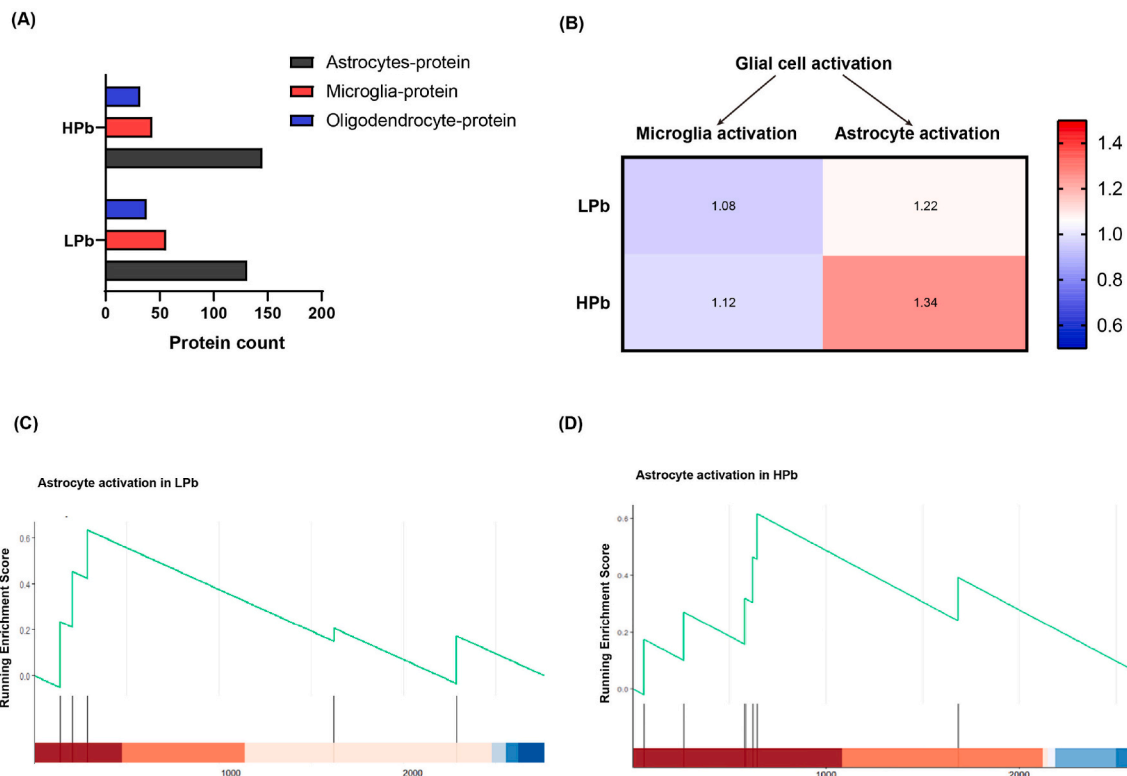 (A)
Astrocytes-protein
Microglia-protein
Oligodendrocyte-protein
HPb
LPb
0 50 100 150 200
Protein count
(B)
Glial cell activation
Microglia activation Astrocyte activation
LPb 1.08 1.22
HPb 1.12 1.34
1.4
1.2
1.0
0.8
0.6
(C)
Astrocyte activation in LPb
Running Enrichment Score
0.6
0.4
0.2
0.0
1000 2000
(D)
Astrocyte activation in HPb
Running Enrichment Score
0.6
0.4
0.2
0.0
1000 2000